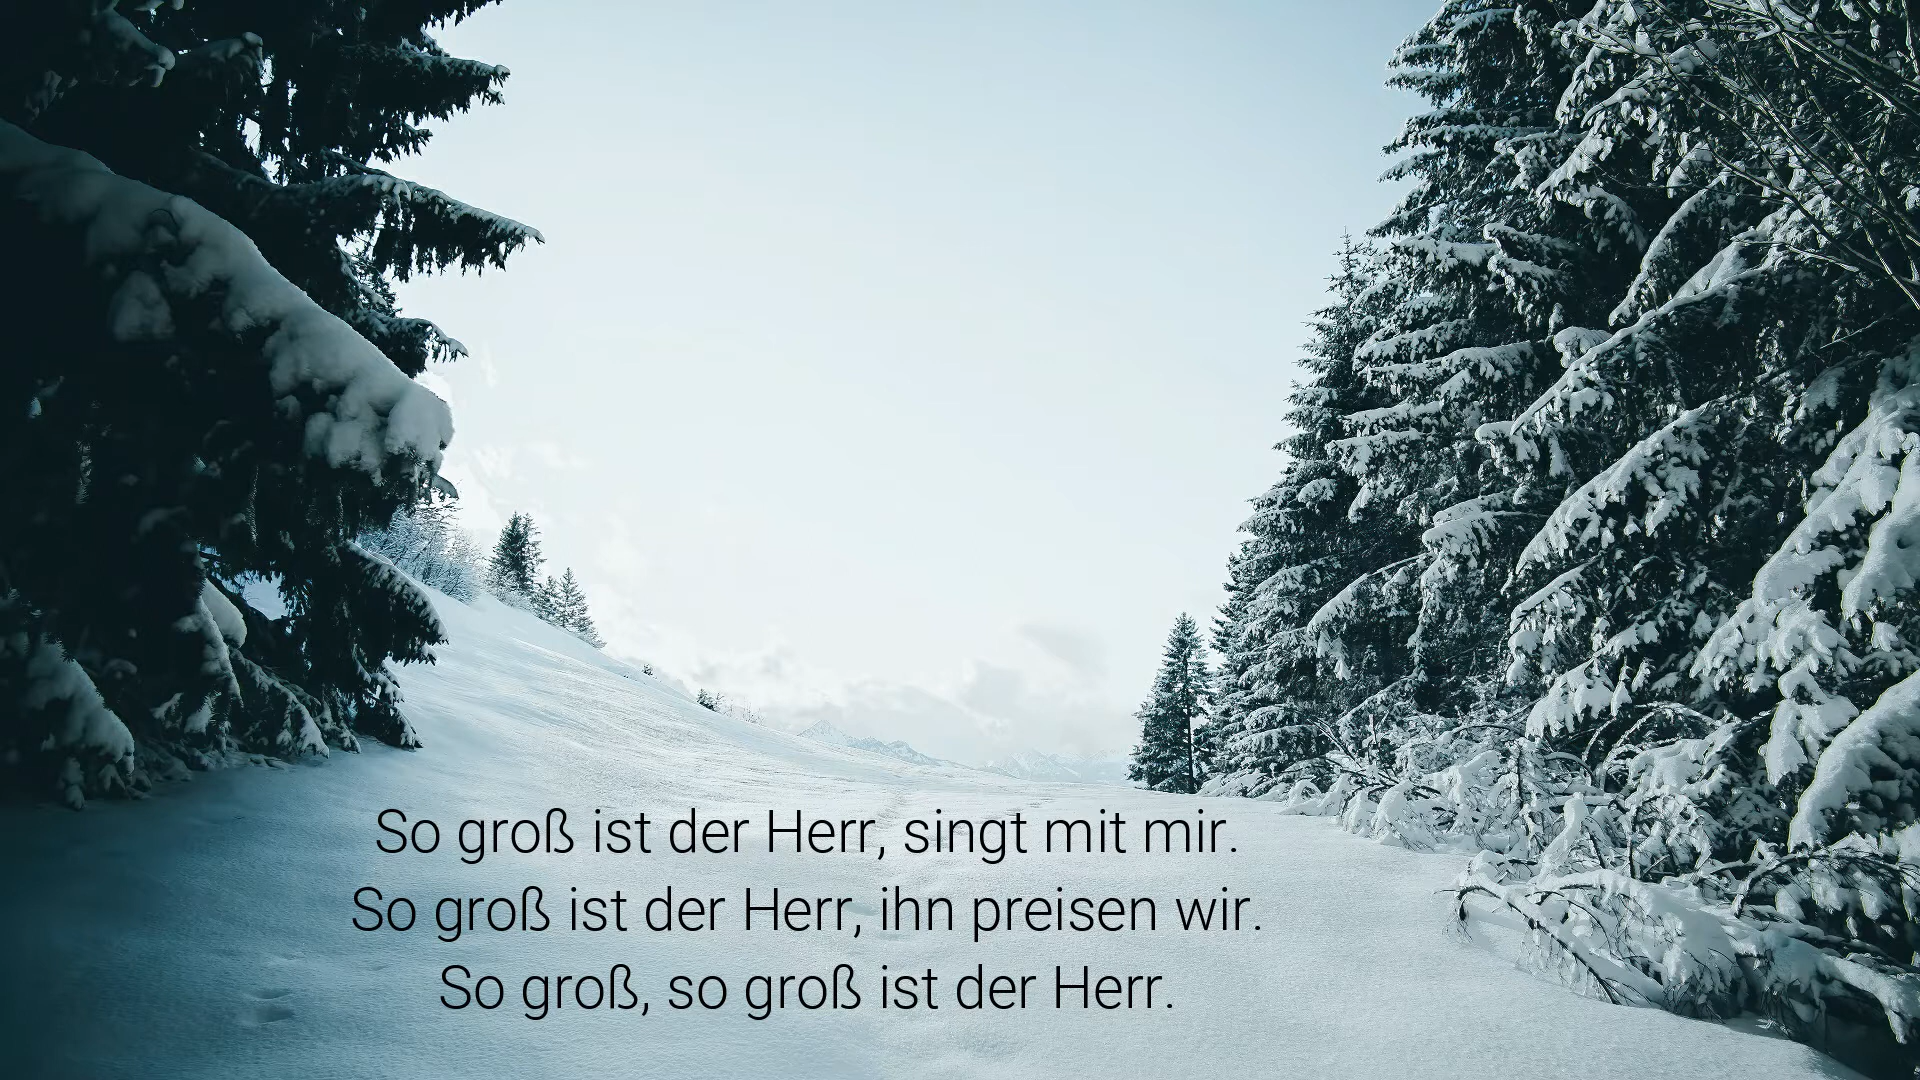 So groß ist der Herr, singt mit mir.
So groß ist der Herr, ihn preisen wir.
So groß, so groß ist der Herr.